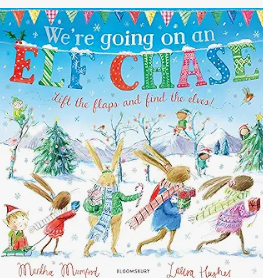 We're going on an
ELF CHASE
Lift the flaps and find the elves!
Martha Mumford
BLOOMSBURY
Laura Hughes